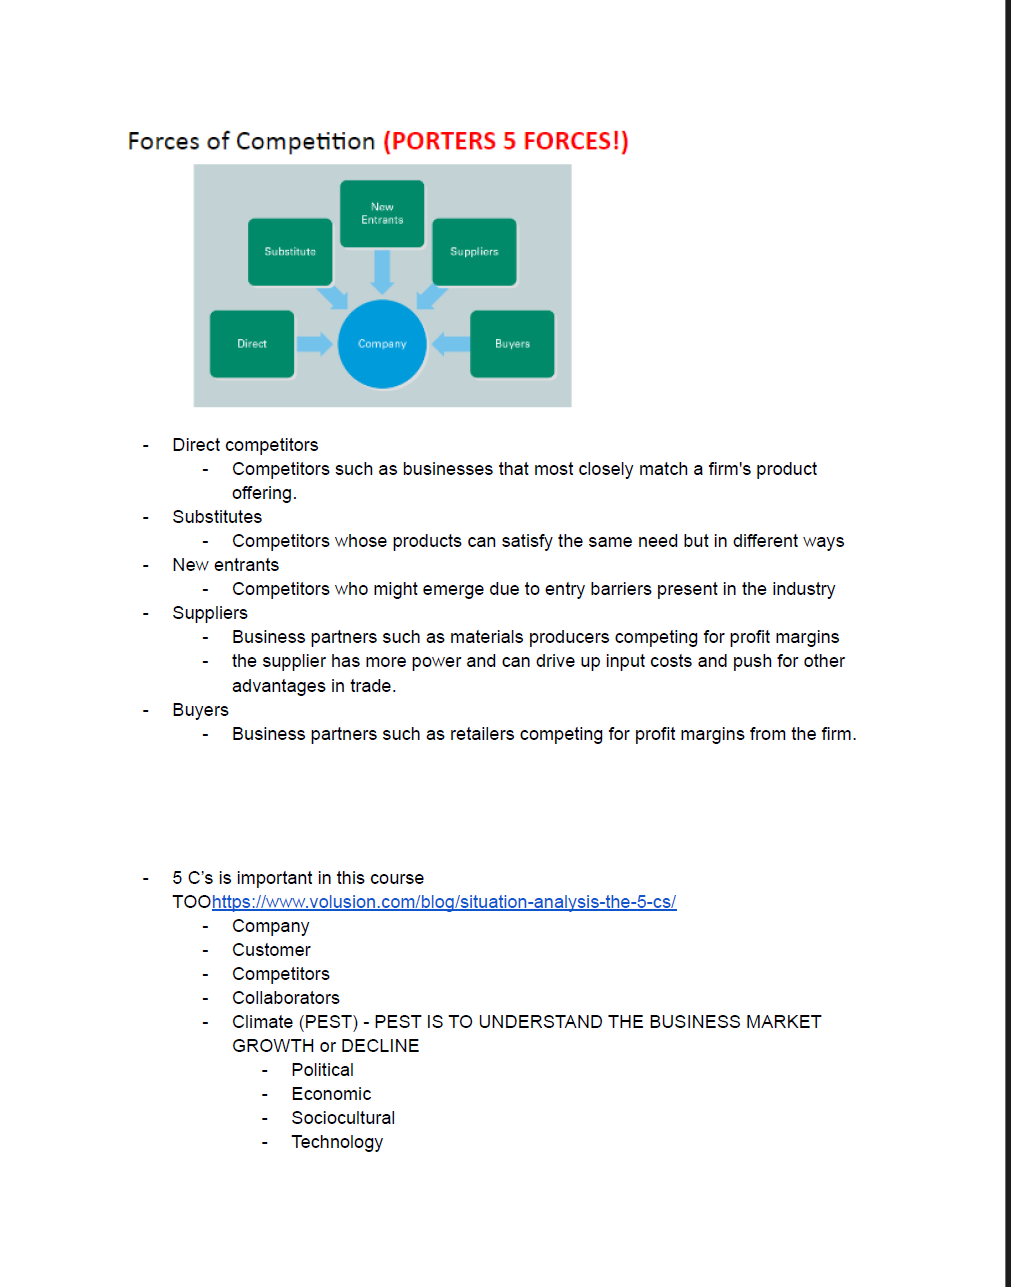 Forces of Competition (PORTERS 5 FORCES!)
New
Entrants
Substitute
Suppliers
Direct
Company
Buyers
- Direct competitors
- Competitors such as businesses that most closely match a firm's product
offering.
- Substitutes
- Competitors whose products can satisfy the same need but in different ways
- New entrants
- Competitors who might emerge due to entry barriers present in the industry
- Suppliers
- Business partners such as materials producers competing for profit margins
- the supplier has more power and can drive up input costs and push for other
advantages in trade.
- Buyers
- Business partners such as retailers competing for profit margins from the firm.
- 5 C's is important in this course
TOOhttps://www.volusion.com/blog/situation-analysis-the-5-cs/
- Company
- Customer
- Competitors
- Collaborators
- Climate (PEST) - PEST IS TO UNDERSTAND THE BUSINESS MARKET
GROWTH or DECLINE
- Political
- Economic
- Sociocultural
- Technology